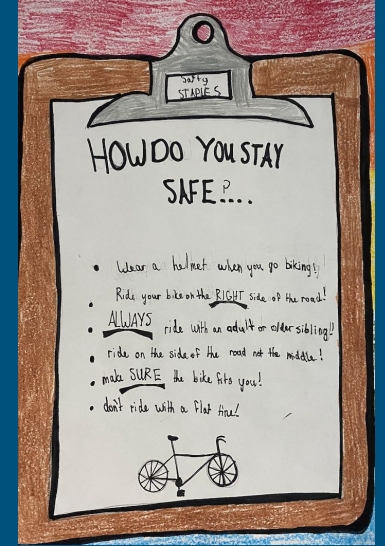 Safty
STAPLES
HOW DO YOU STAY
SAFE?....
• Wear a helmet when you go biking!
• Ride your bike on the RIGHT side of the road!
• ALWAYS ride with an adult or older sibling!!
• ride on the side of the road not the middle!
• make SURE the bike fits you!
• don't ride with a flat tire!